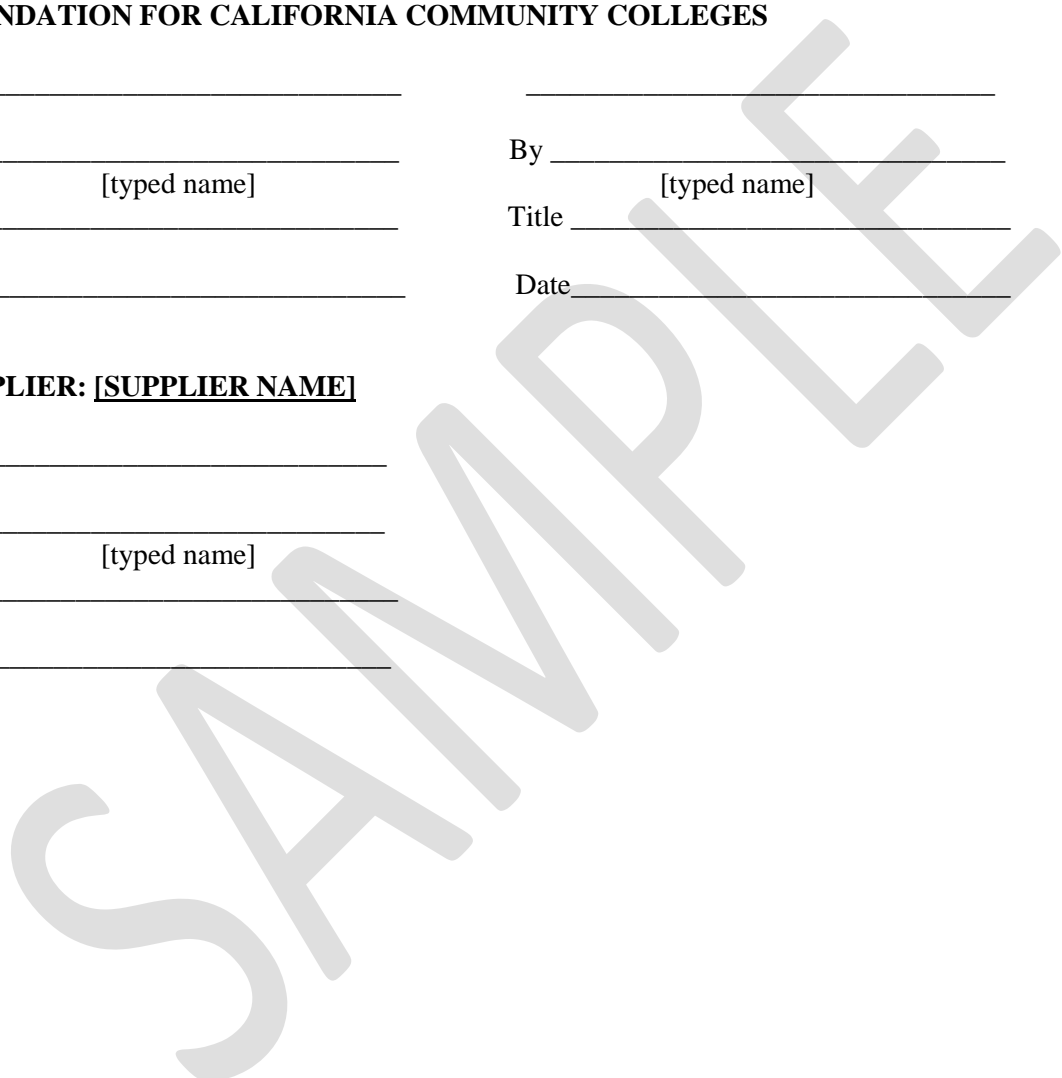 NDATION FOR CALIFORNIA COMMUNITY COLLEGES
By
[typed name] [typed name]
Title
Date
PLIER: [SUPPLIER NAME]
[typed name]
SAMPLE